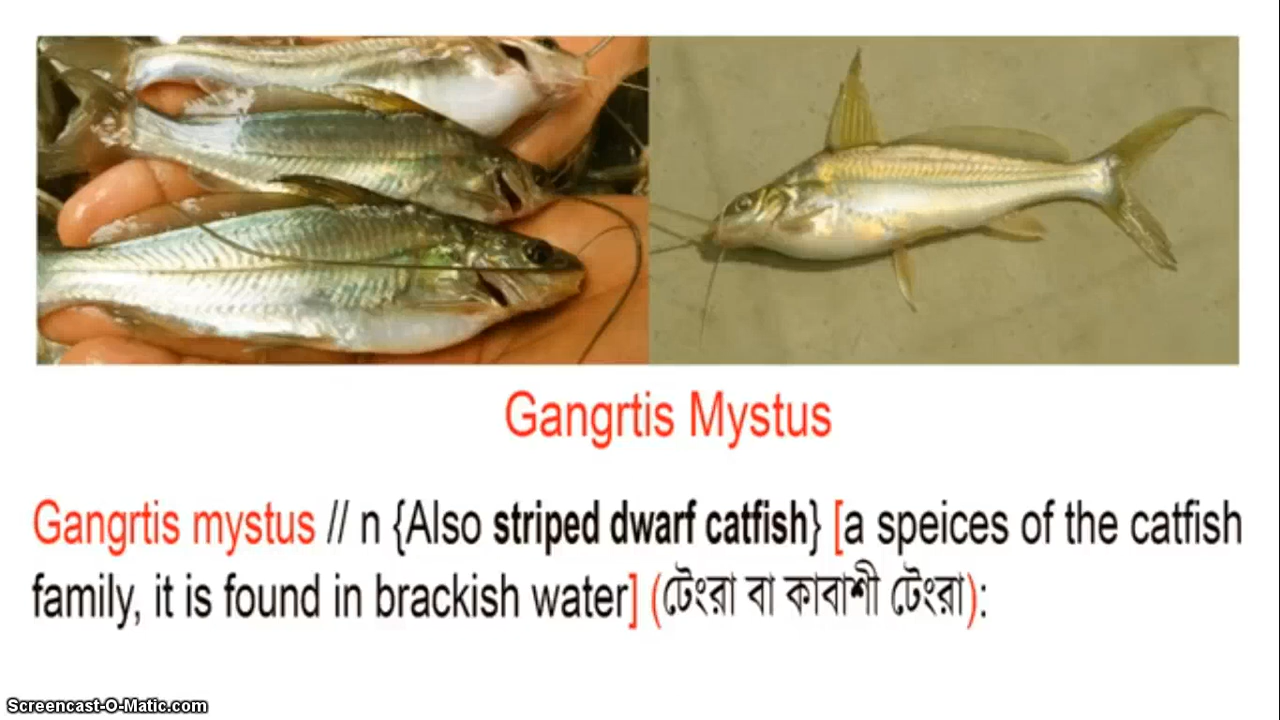 Gangrtis Mystus
Gangrtis mystus // n {Also striped dwarf catfish} [a speices of the catfish
family, it is found in brackish water] (টেংরা বা কাবাশী টেংরা):
Screencast-O-Matic.com